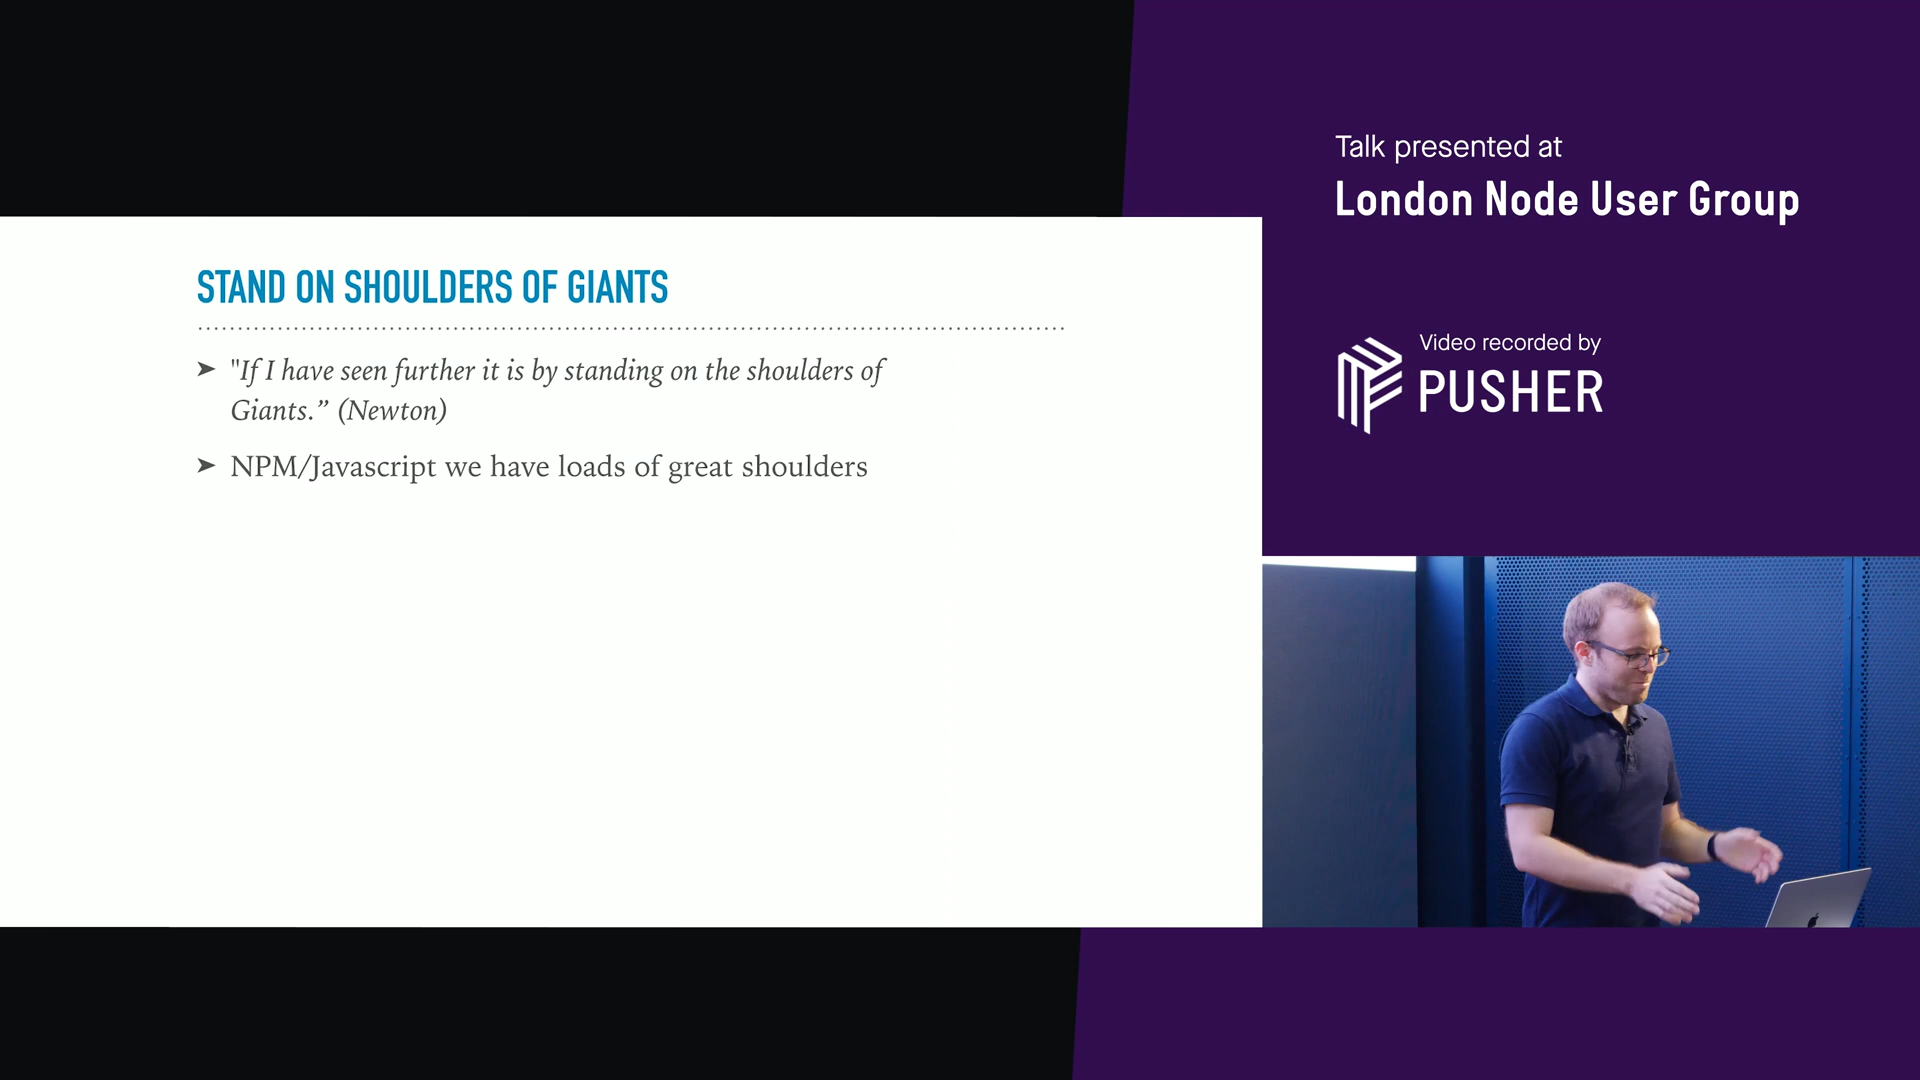 Talk presented at
London Node User Group
STAND ON SHOULDERS OF GIANTS
➤ "If I have seen further it is by standing on the shoulders of
Giants.” (Newton)
➤ NPM/Javascript we have loads of great shoulders
Video recorded by
PUSHER